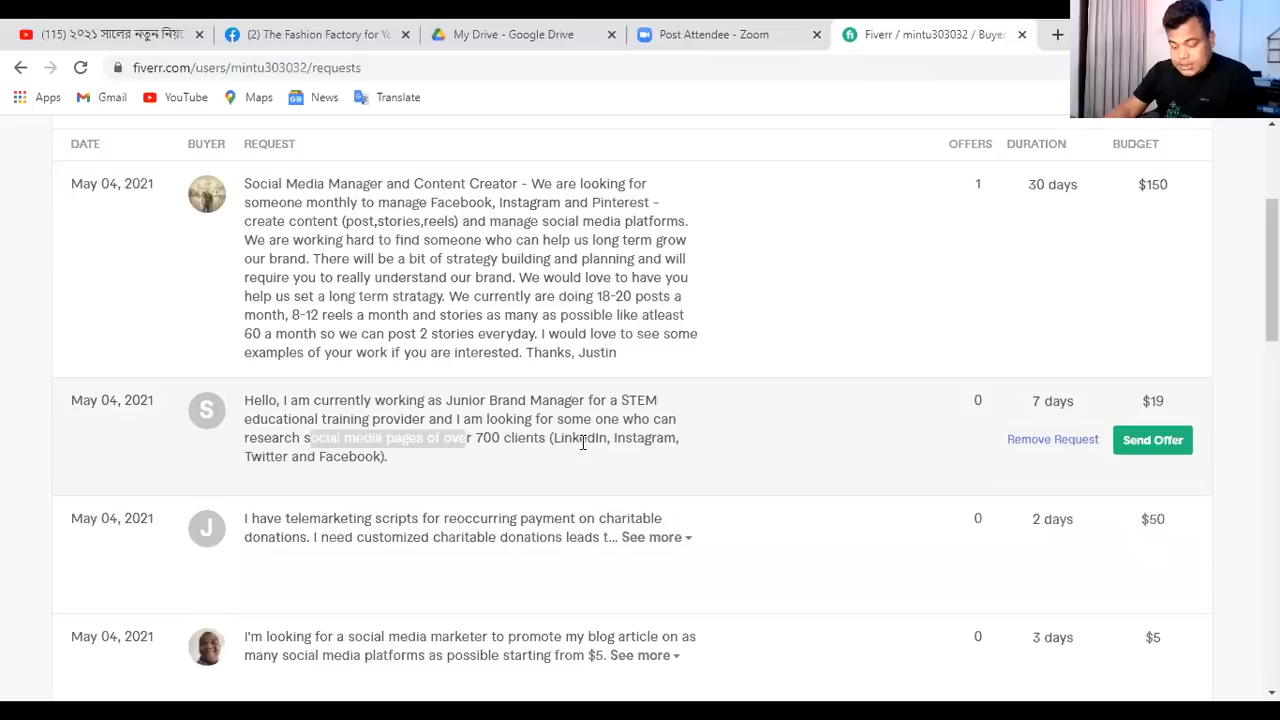 (115) ২০২১ সালের নতুন নিয়
(2) The Fashion Factory for Yo
My Drive - Google Drive
Post Attendee - Zoom
Fiverr / mintu303032 / Buyer
fiverr.com/users/mintu303032/requests
Apps Gmail YouTube Maps News Translate
DATE BUYER REQUEST OFFERS DURATION BUDGET
May 04, 2021 Social Media Manager and Content Creator - We are looking for 1 30 days $150
someone monthly to manage Facebook, Instagram and Pinterest -
create content (post,stories,reels) and manage social media platforms.
We are working hard to find someone who can help us long term grow
our brand. There will be a bit of strategy building and planning and will
require you to really understand our brand. We would love to have you
help us set a long term stratagy. We currently are doing 18-20 posts a
month, 8-12 reels a month and stories as many as possible like atleast
60 a month so we can post 2 stories everyday. I would love to see some
examples of your work if you are interested. Thanks, Justin
May 04, 2021 S Hello, I am currently working as Junior Brand Manager for a STEM 0 7 days $19
educational training provider and I am looking for some one who can
research social media pages of over 700 clients (LinkedIn, Instagram, Remove Request Send Offer
Twitter and Facebook).
May 04, 2021 J I have telemarketing scripts for reoccurring payment on charitable 0 2 days $50
donations. I need customized charitable donations leads t... See more
May 04, 2021 I'm looking for a social media marketer to promote my blog article on as 0 3 days $5
many social media platforms as possible starting from $5. See more